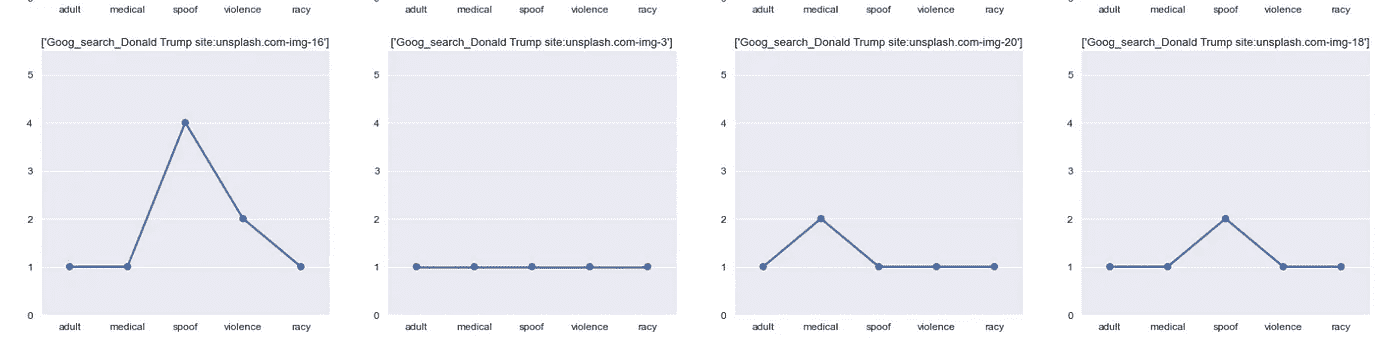 0 adult medical spoof violence racy 0 adult medical spoof violence racy 0 adult medical spoof violence racy 0 adult medical spoof violence racy
['Goog_search_Donald Trump site:unsplash.com-img-16'] ['Goog_search_Donald Trump site:unsplash.com-img-3'] ['Goog_search_Donald Trump site:unsplash.com-img-20'] ['Goog_search_Donald Trump site:unsplash.com-img-18']
5 5 5 5
4 4 4 4
3 3 3 3
2 2 2 2
1 1 1 1
0 0 0 0
adult medical spoof violence racy adult medical spoof violence racy adult medical spoof violence racy adult medical spoof violence racy